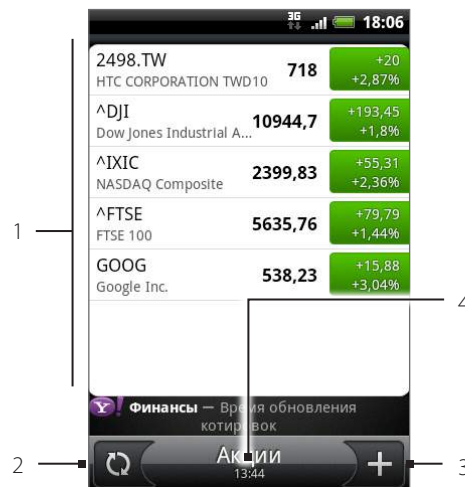 3G 18:06
2498.TW 718 +20
HTC CORPORATION TWD10 +2,87%
^DJI 10944,7 +193,45
Dow Jones Industrial A... +1,8%
^IXIC 2399,83 +55,31
NASDAQ Composite +2,36%
^FTSE 5635,76 +79,79
FTSE 100 +1,44%
GOOG 538,23 +15,88
Google Inc. +3,04%
Y! Финансы — Время обновления
котировок
Акции
13:44
1
4
2
3